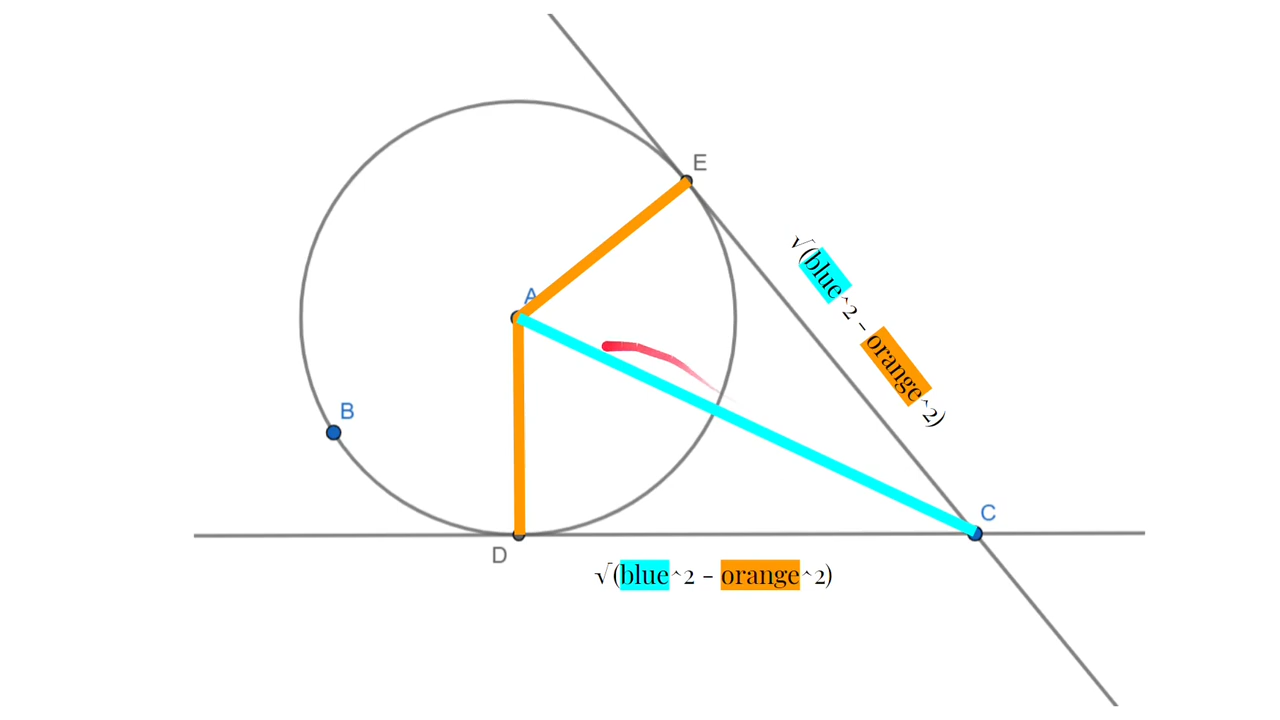 E
√(blue^2 - orange^2)
A
B
C
D
√(blue^2 - orange^2)